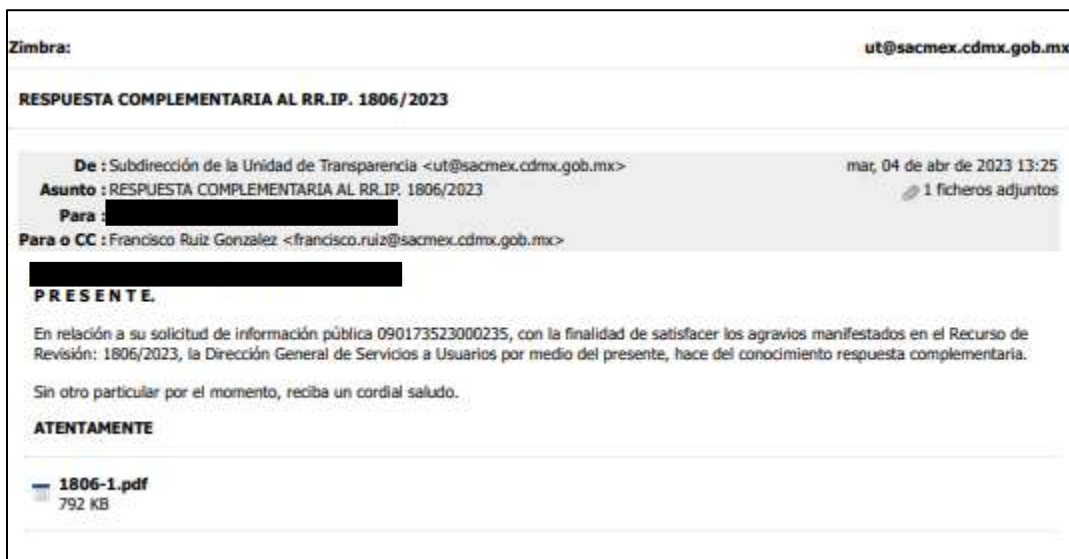 Zimbra: ut@sacmex.cdmx.gob.mx
RESPUESTA COMPLEMENTARIA AL RR.IP. 1806/2023
De : Subdirección de la Unidad de Transparencia <ut@sacmex.cdmx.gob.mx> mar, 04 de abr de 2023 13:25
Asunto : RESPUESTA COMPLEMENTARIA AL RR.IP. 1806/2023 1 ficheros adjuntos
Para :
Para o CC : Francisco Ruiz Gonzalez <francisco.ruiz@sacmex.cdmx.gob.mx>
P R E S E N T E.
En relación a su solicitud de información pública 090173523000235, con la finalidad de satisfacer los agravios manifestados en el Recurso de
Revisión: 1806/2023, la Dirección General de Servicios a Usuarios por medio del presente, hace del conocimiento respuesta complementaria.
Sin otro particular por el momento, reciba un cordial saludo.
ATENTAMENTE
1806-1.pdf
792 KB